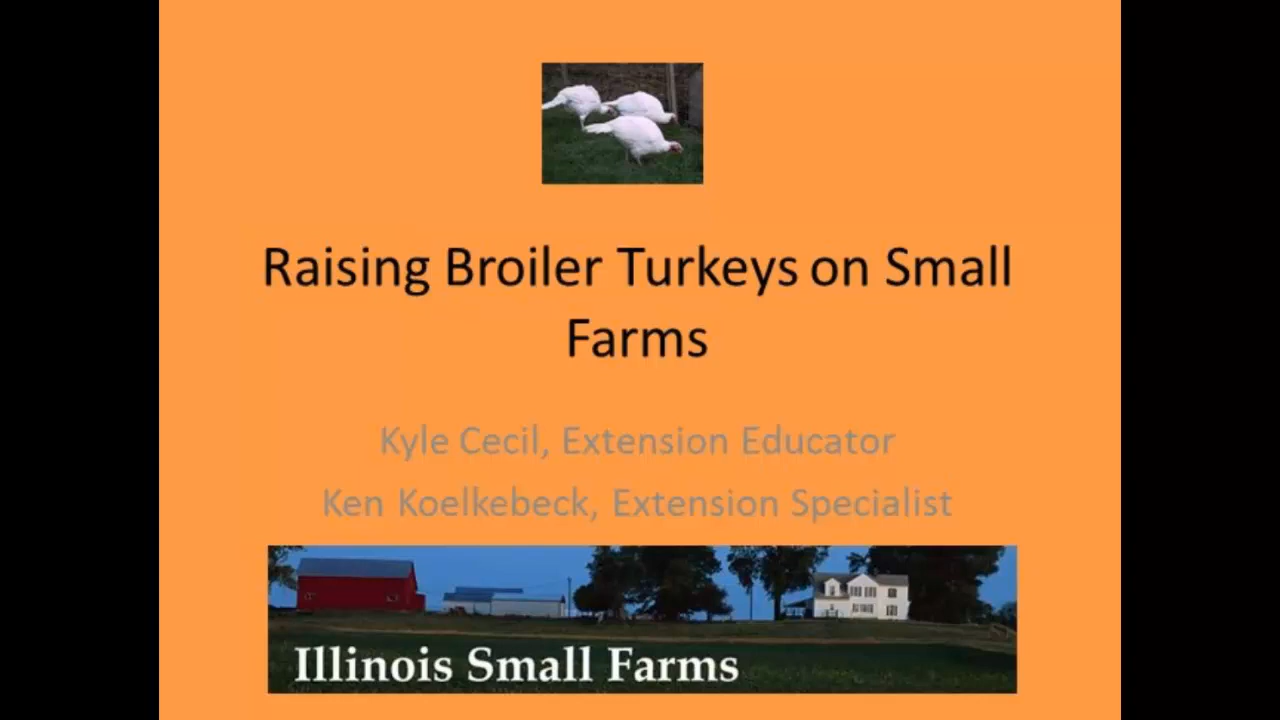 Raising Broiler Turkeys on Small
Farms
Kyle Cecil, Extension Educator
Ken Koelkebeck, Extension Specialist
Illinois Small Farms